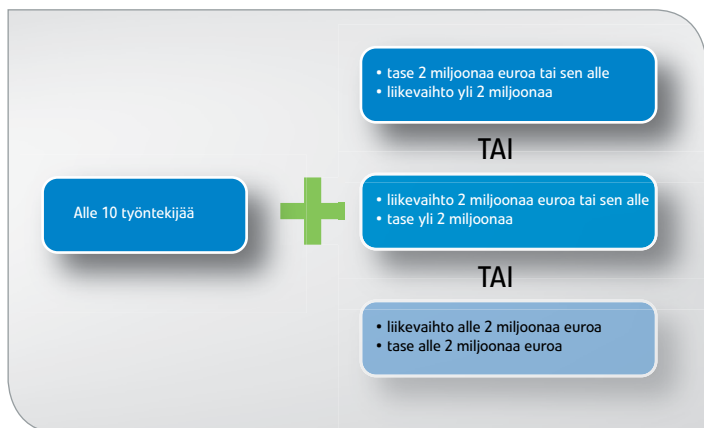 Alle 10 työntekijää
• tase 2 miljoonaa euroa tai sen alle
• liikevaihto yli 2 miljoonaa
TAI
• liikevaihto 2 miljoonaa euroa tai sen alle
• tase yli 2 miljoonaa
TAI
• liikevaihto alle 2 miljoonaa euroa
• tase alle 2 miljoonaa euroa